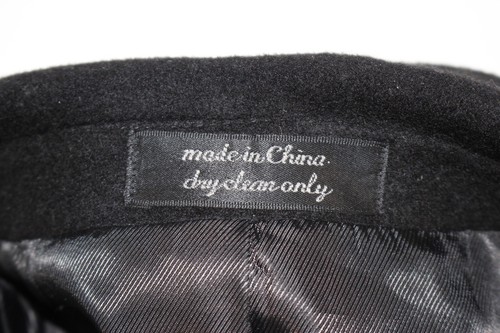 made in China.
dry clean only